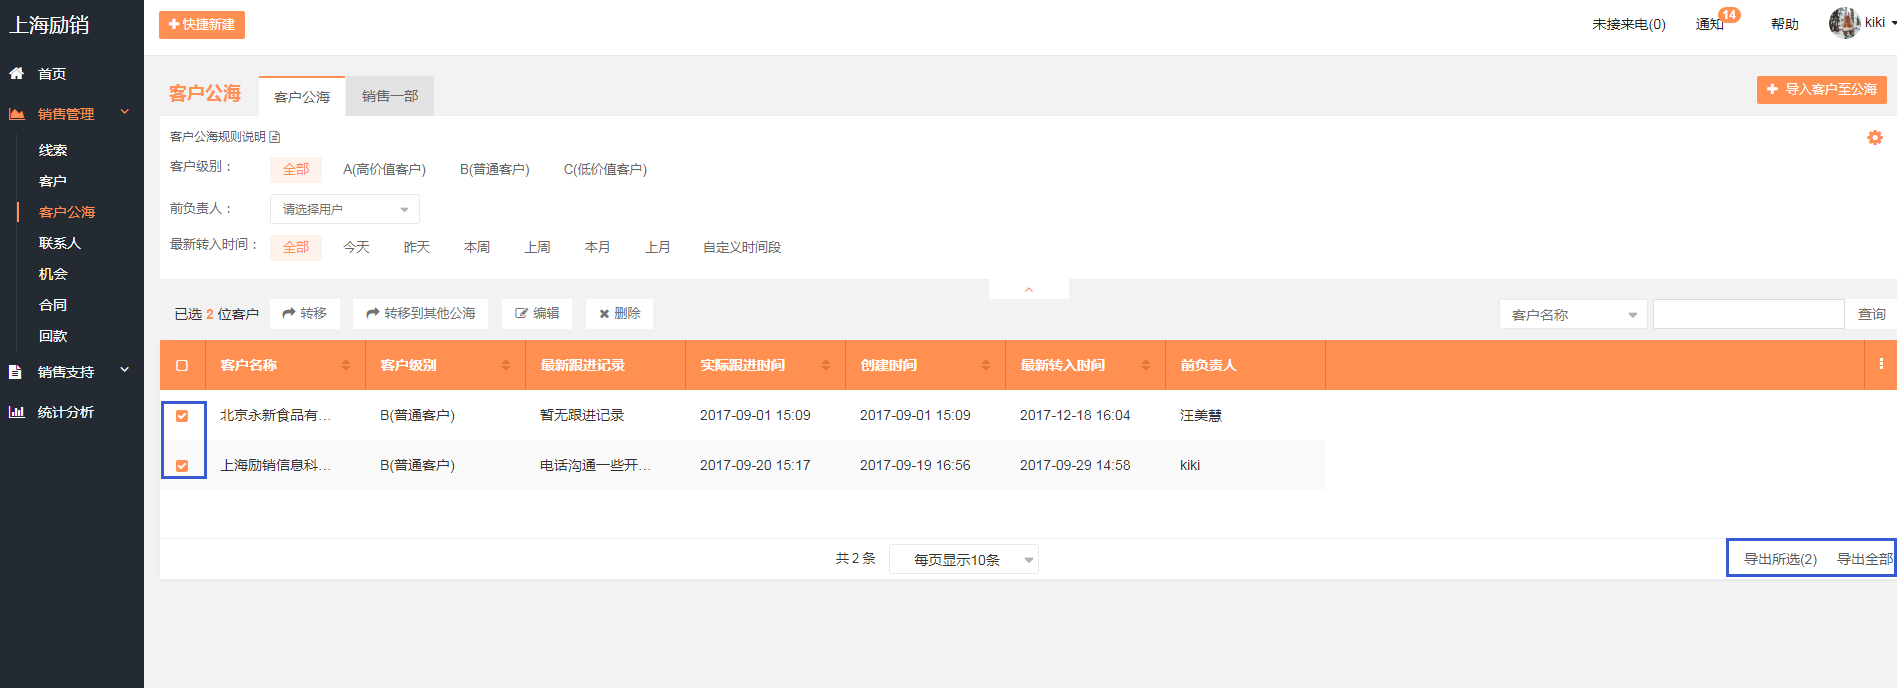 上海励销
快捷新建
未接来电(0)
通知
14
帮助
kiki
首页
销售管理
线索
客户
客户公海
联系人
机会
合同
回款
销售支持
统计分析
客户公海
客户公海
销售一部
导入客户至公海
客户公海规则说明
客户级别：
全部
A(高价值客户)
B(普通客户)
C(低价值客户)
前负责人：
请选择用户
最新转入时间：
全部
今天
昨天
本周
上周
本月
上月
自定义时间段
已选 2 位客户
转移
转移到其他公海
编辑
删除
客户名称
查询
客户名称
客户级别
最新跟进记录
实际跟进时间
创建时间
最新转入时间
前负责人
北京永新食品有...
B(普通客户)
暂无跟进记录
2017-09-01 15:09
2017-09-01 15:09
2017-12-18 16:04
汪美慧
上海励销信息科...
B(普通客户)
电话沟通一些开...
2017-09-20 15:17
2017-09-19 16:56
2017-09-29 14:58
kiki
共 2 条
每页显示10条
导出所选(2)
导出全部